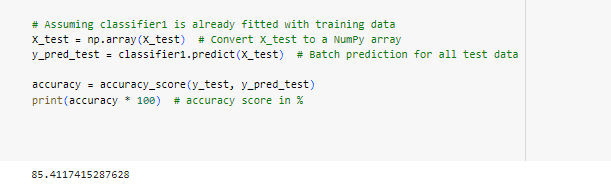 # Assuming classifier1 is already fitted with training data
X_test = np.array(X_test)  # Convert X_test to a NumPy array
y_pred_test = classifier1.predict(X_test)  # Batch prediction for all test data
accuracy = accuracy_score(y_test, y_pred_test)
print(accuracy * 100)  # accuracy score in %
85.4117415287628